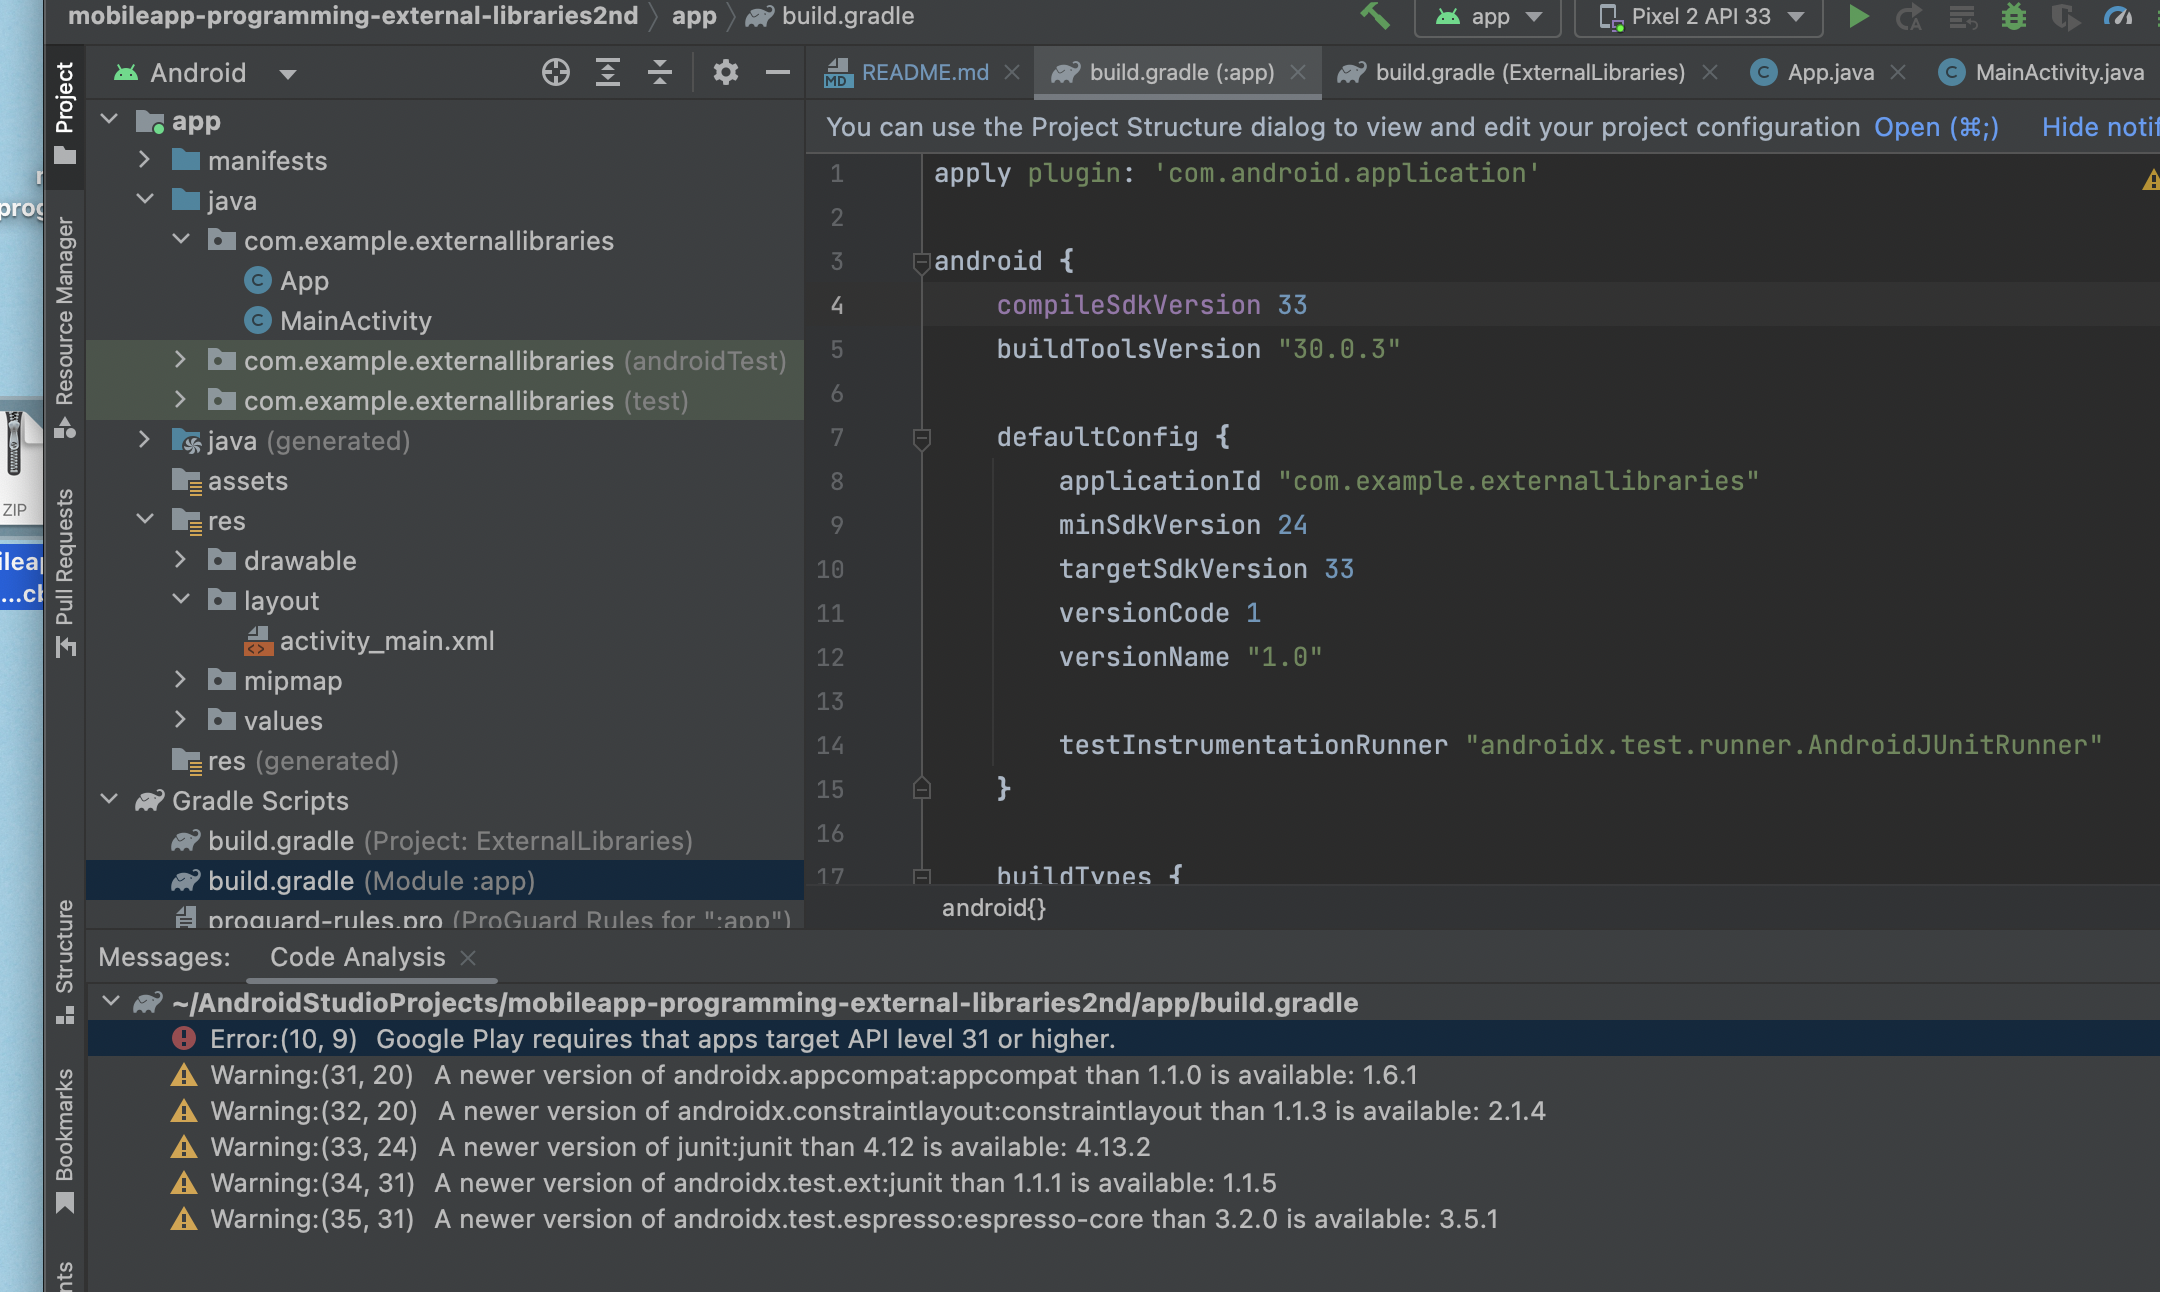 mobileapp-programming-external-libraries2nd app build.gradle app Pixel 2 API 33
Project
Resource Manager
Pull Requests
Structure
Bookmarks
nts
prog
ZIP
ileap
...cb
Android
app
manifests
java
com.example.externallibraries
App
MainActivity
com.example.externallibraries (androidTest)
com.example.externallibraries (test)
java (generated)
assets
res
drawable
layout
activity_main.xml
mipmap
values
res (generated)
Gradle Scripts
build.gradle (Project: ExternalLibraries)
build.gradle (Module :app)
proguard-rules.pro (ProGuard Rules for ":app")
README.md build.gradle (:app) build.gradle (ExternalLibraries) App.java MainActivity.java
You can use the Project Structure dialog to view and edit your project configuration Open (⌘;) Hide notif
1 apply plugin: 'com.android.application'
2
3 android {
4 compileSdkVersion 33
5 buildToolsVersion "30.0.3"
6
7 defaultConfig {
8 applicationId "com.example.externallibraries"
9 minSdkVersion 24
10 targetSdkVersion 33
11 versionCode 1
12 versionName "1.0"
13
14 testInstrumentationRunner "androidx.test.runner.AndroidJUnitRunner"
15 }
16
17 buildTypes {
android{}
Messages: Code Analysis
~/AndroidStudioProjects/mobileapp-programming-external-libraries2nd/app/build.gradle
Error:(10, 9) Google Play requires that apps target API level 31 or higher.
Warning:(31, 20) A newer version of androidx.appcompat:appcompat than 1.1.0 is available: 1.6.1
Warning:(32, 20) A newer version of androidx.constraintlayout:constraintlayout than 1.1.3 is available: 2.1.4
Warning:(33, 24) A newer version of junit:junit than 4.12 is available: 4.13.2
Warning:(34, 31) A newer version of androidx.test.ext:junit than 1.1.1 is available: 1.1.5
Warning:(35, 31) A newer version of androidx.test.espresso:espresso-core than 3.2.0 is available: 3.5.1